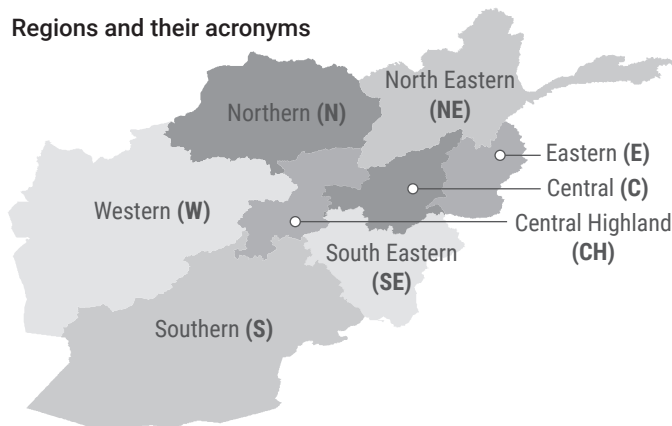 Regions and their acronyms
North Eastern
(NE)
Northern (N)
Eastern (E)
Central (C)
Western (W)
Central Highland
(CH)
South Eastern
(SE)
Southern (S)